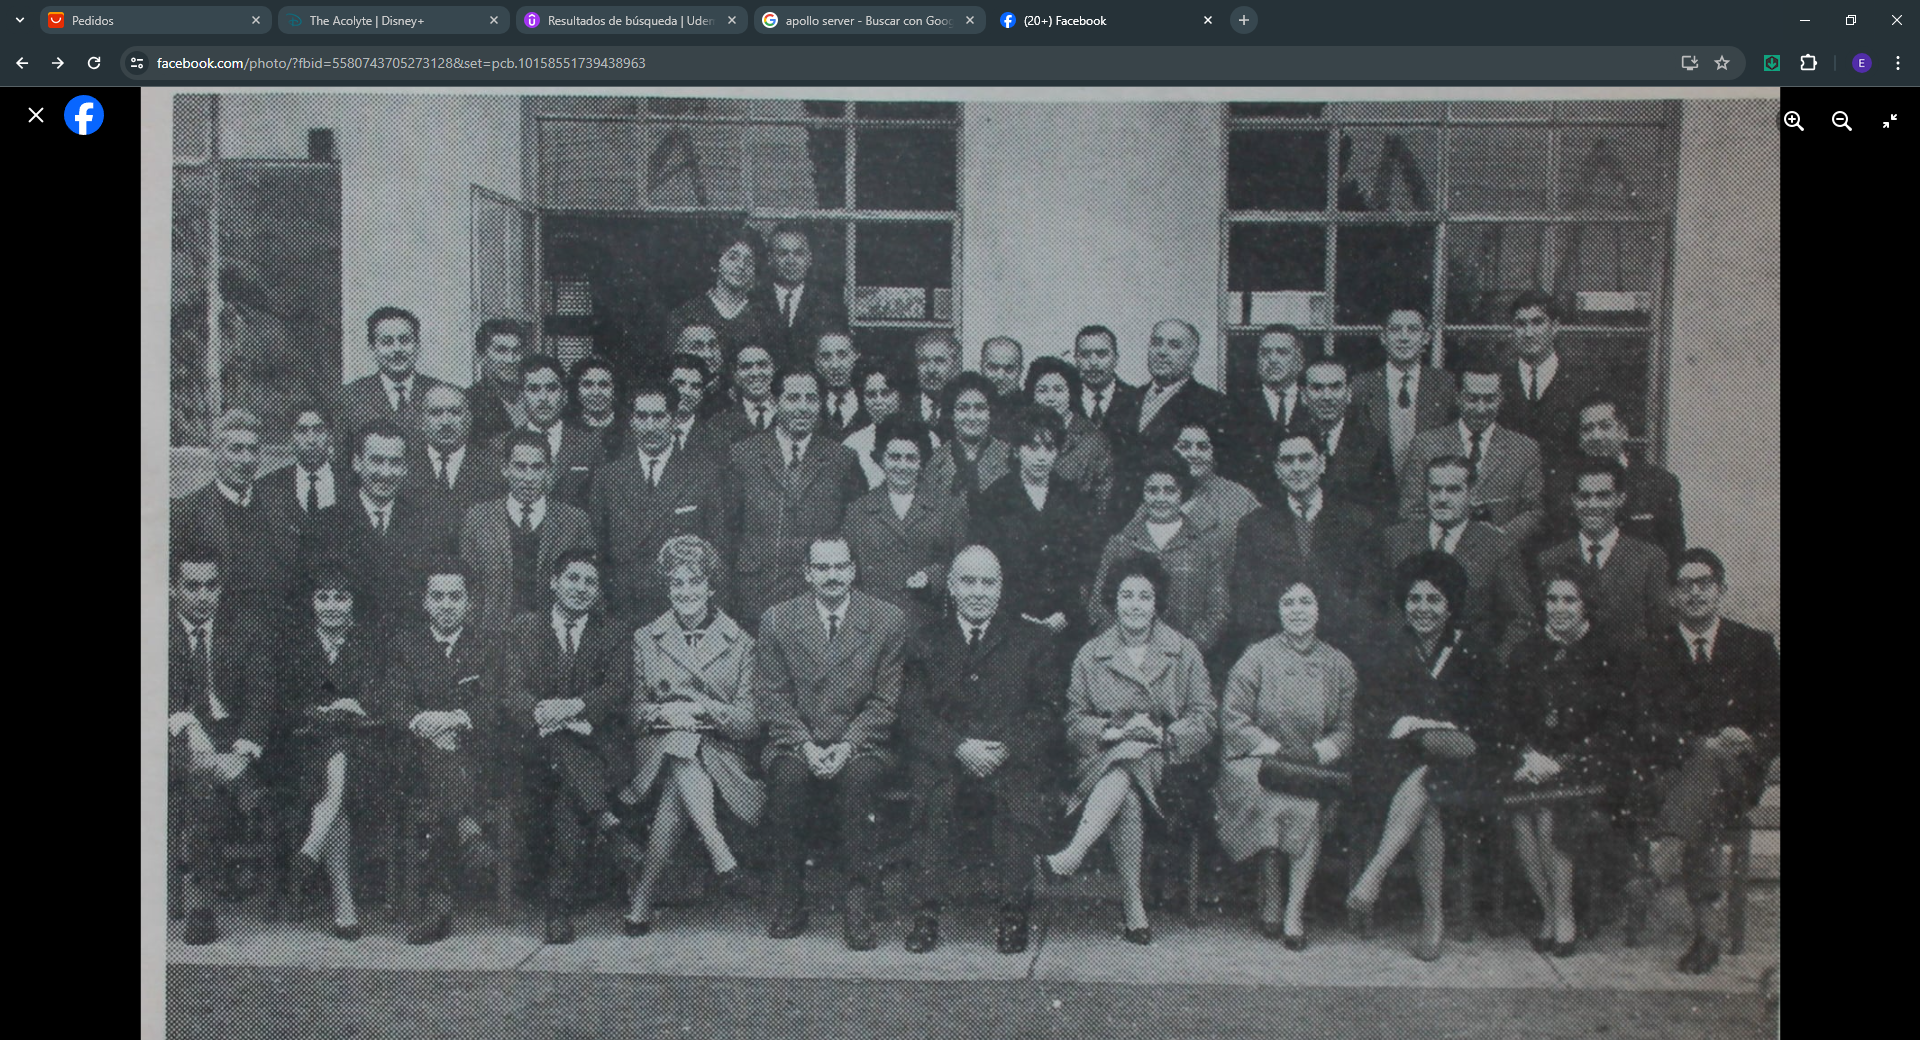 Pedidos
The Acolyte | Disney+
Resultados de búsqueda | Uden
apollo server - Buscar con Goo
(20+) Facebook
facebook.com/photo/?fbid=5580743705273128&set=pcb.10158551739438963
E